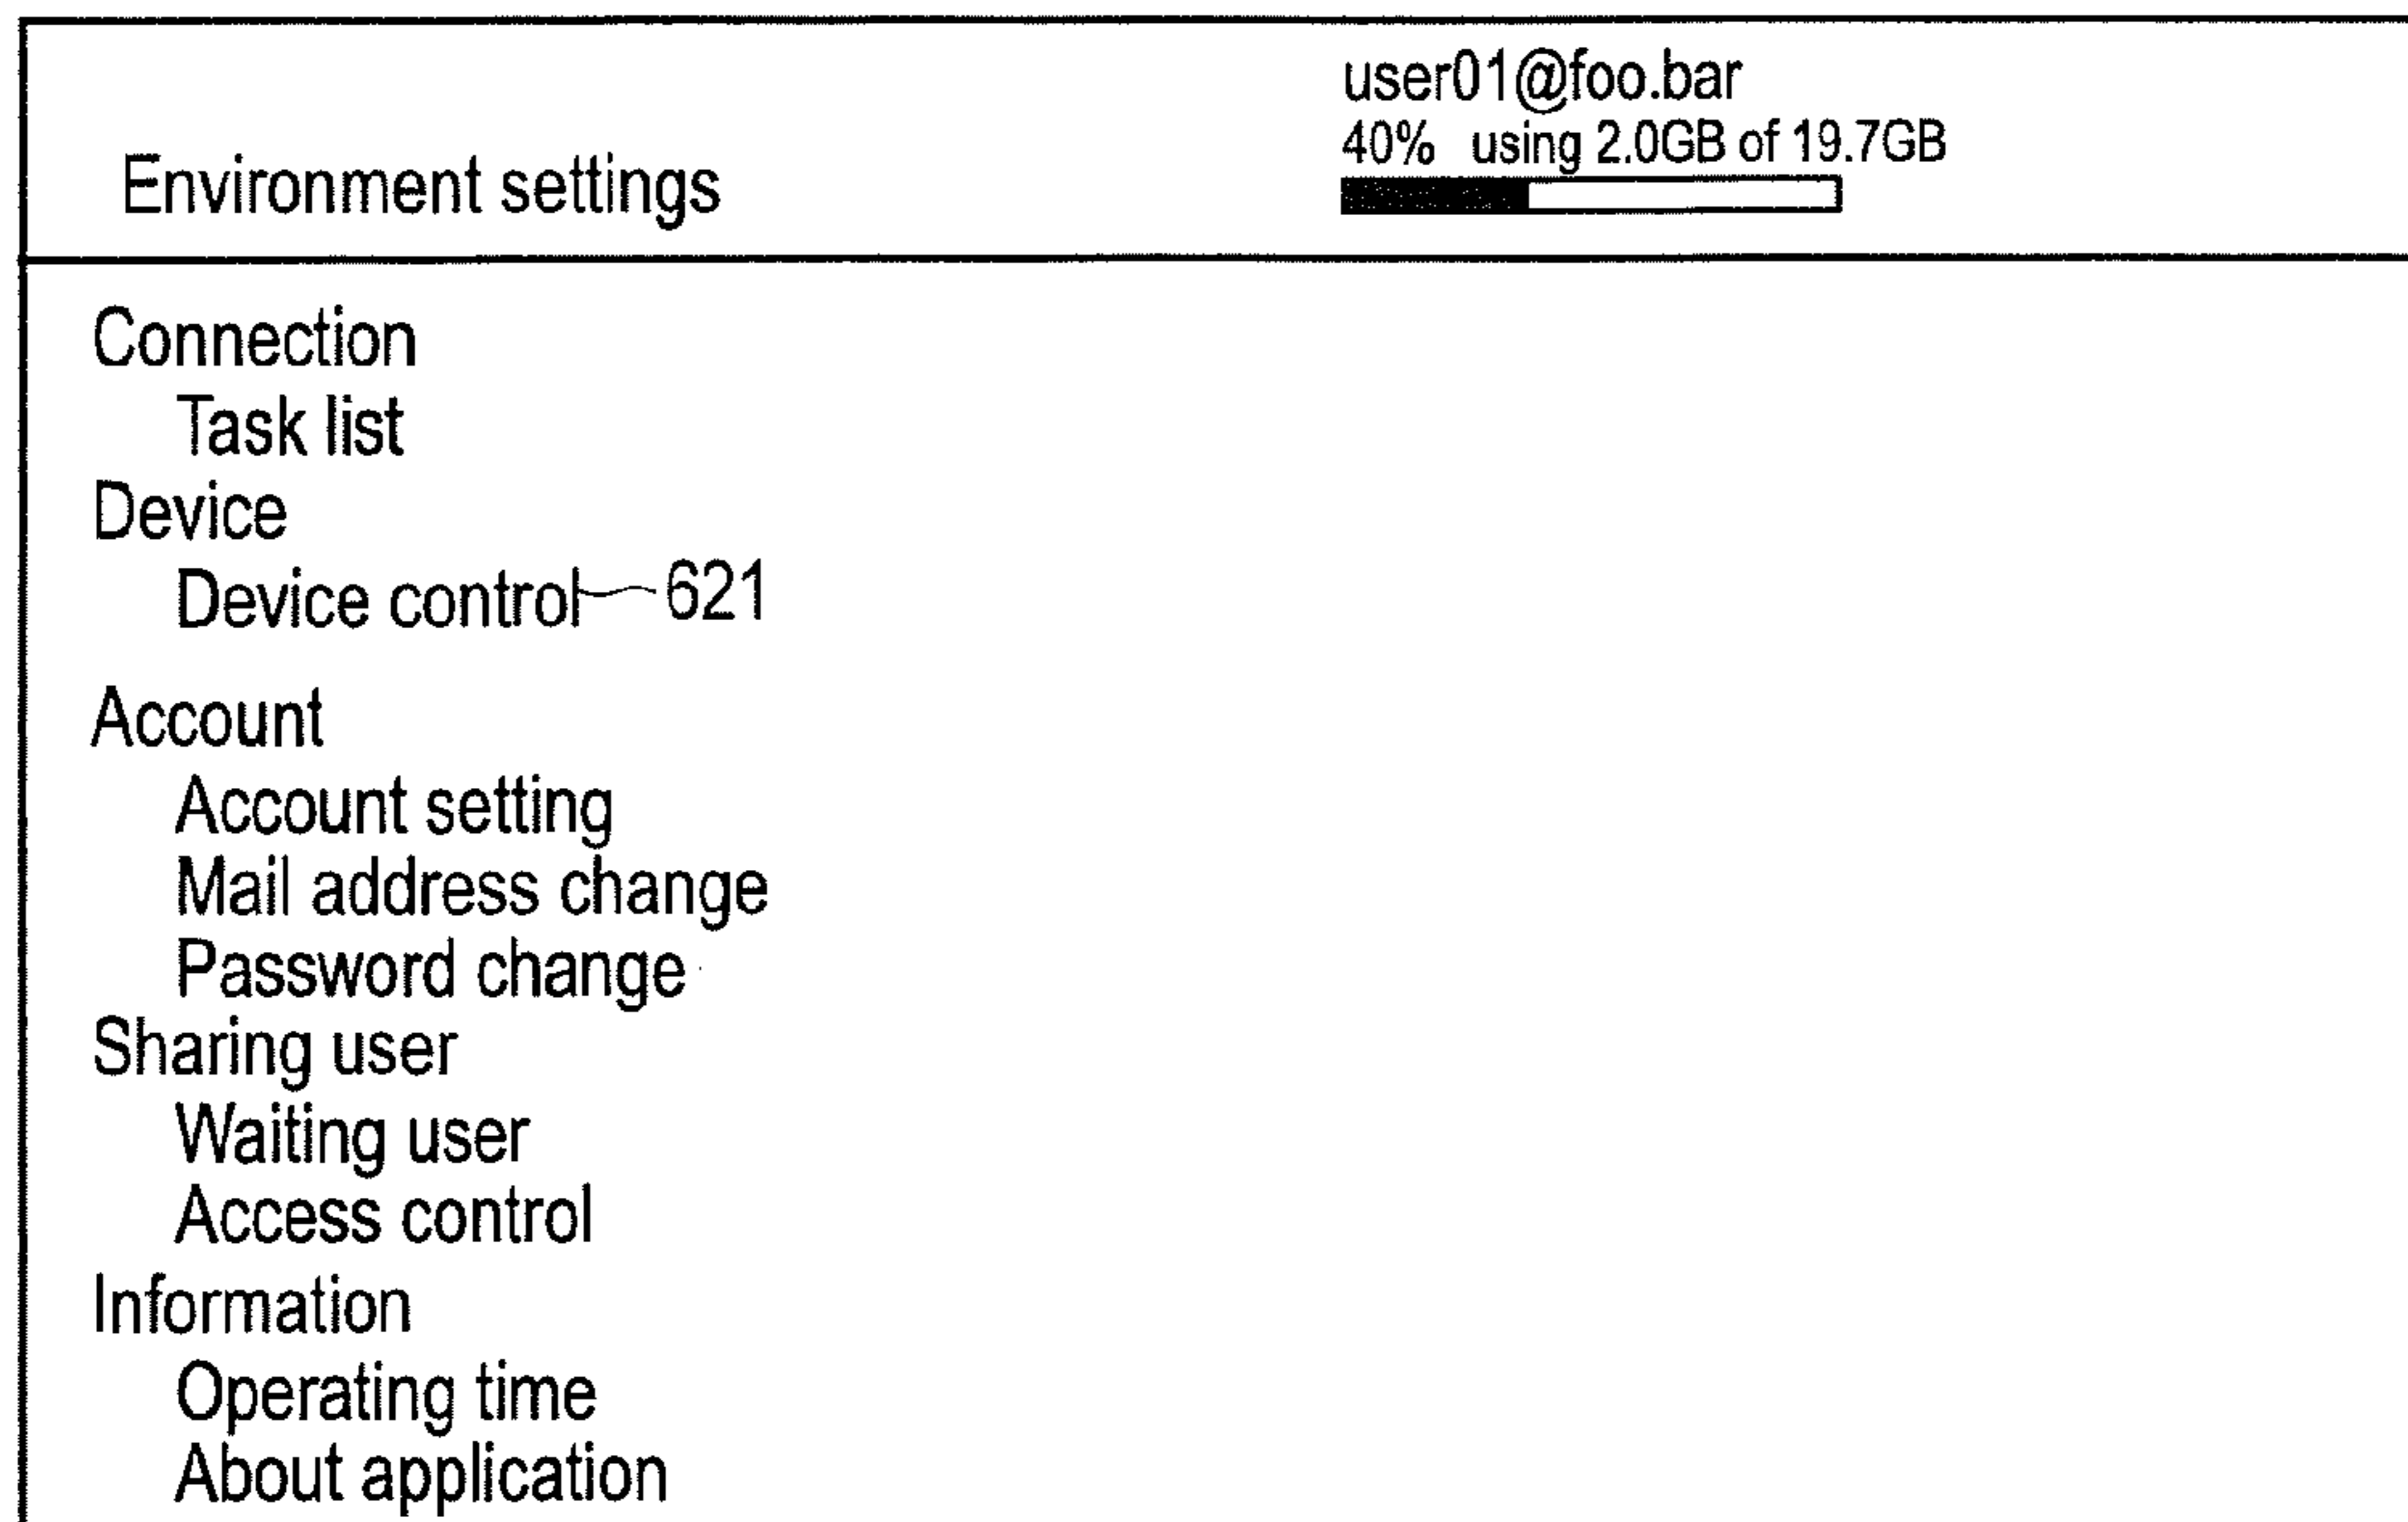 user01@foo.bar
40% using 2.0GB of 19.7GB
Environment settings
Connection
Task list
Device
Device control 621
Account
Account setting
Mail address change
Password change
Sharing user
Waiting user
Access control
Information
Operating time
About application